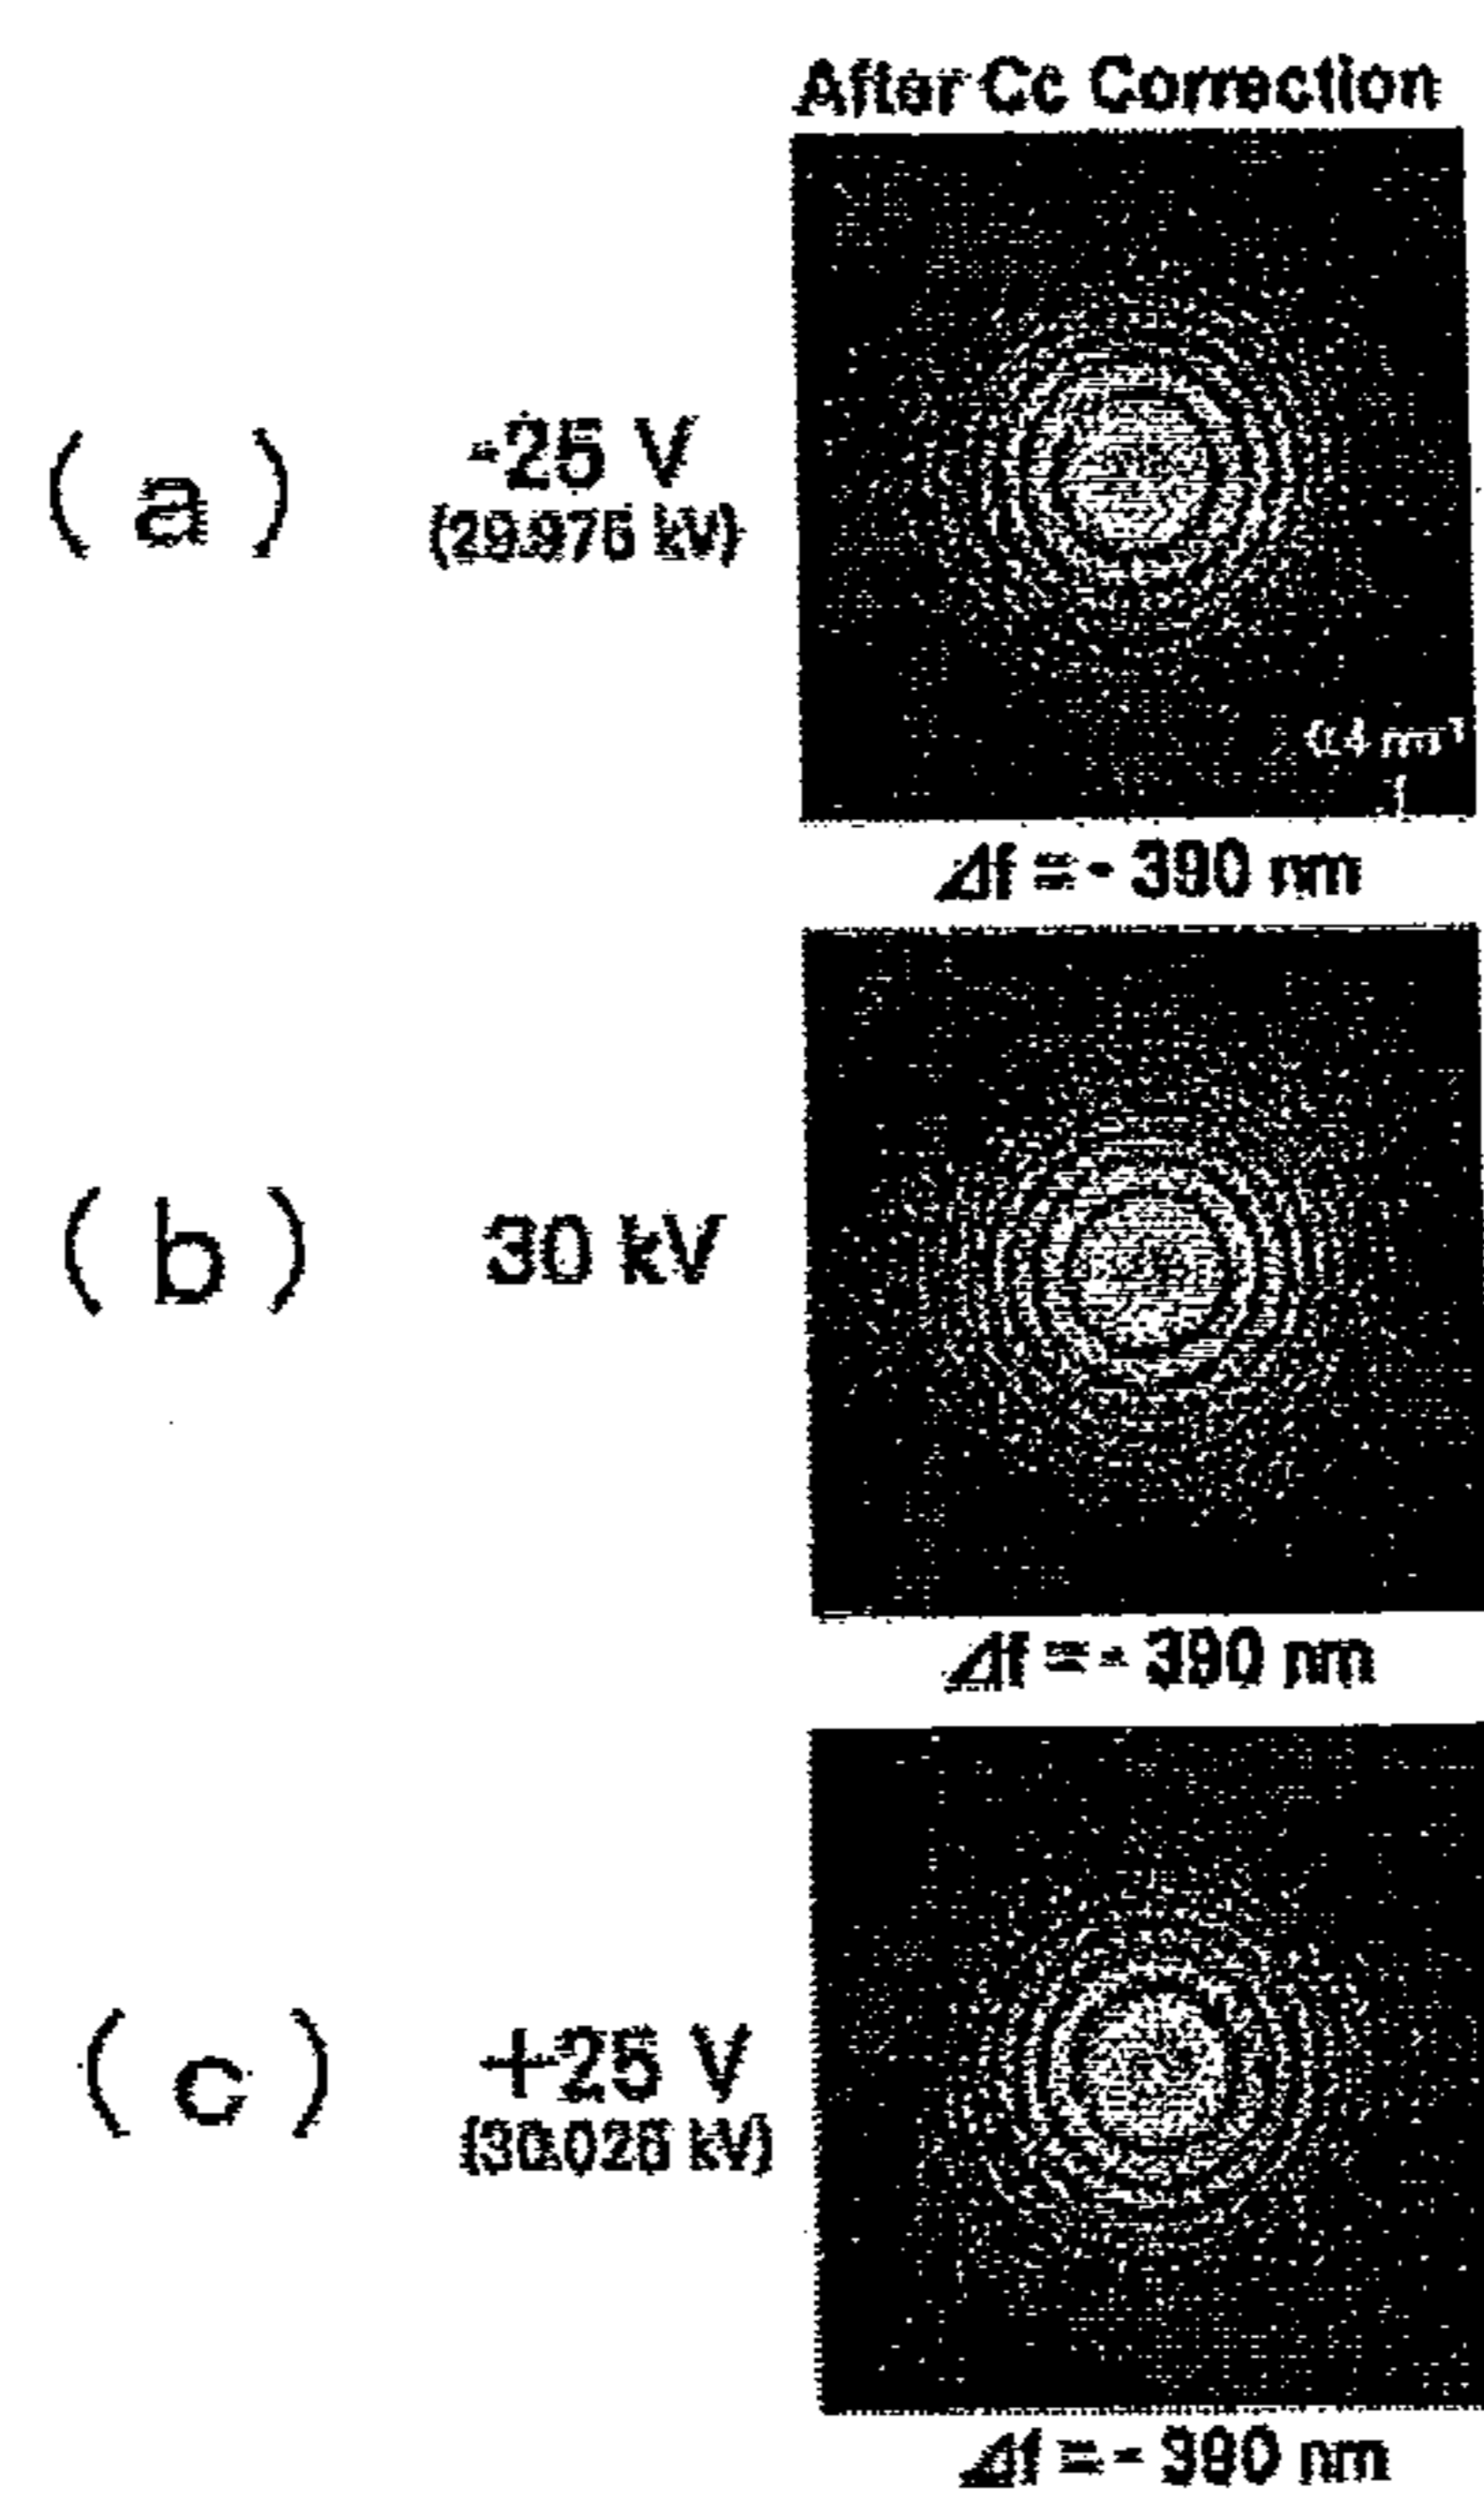 After Cc Correction
(a)
-25 V
(29.975 kV)
Δf = - 390 nm
(b)
30 kV
Δf = - 390 nm
(c)
+25 V
(30.025 kV)
Δf = - 390 nm